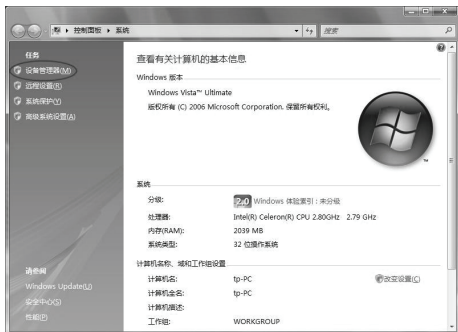 控制面板 ▸ 系统
搜索
任务
设备管理器(M)
远程设置(R)
系统保护(Y)
高级系统设置(A)
请参阅
Windows Update(U)
安全中心(S)
性能(P)
查看有关计算机的基本信息
Windows 版本
Windows Vista™ Ultimate
版权所有 (C) 2006 Microsoft Corporation. 保留所有权利。
TM
系统
分级: 2.0 Windows 体验索引：未分级
处理器: Intel(R) Celeron(R) CPU 2.80GHz 2.79 GHz
内存(RAM): 2039 MB
系统类型: 32 位操作系统
计算机名称、域和工作组设置
计算机名: tp-PC 改变设置(C)
计算机全名: tp-PC
计算机描述:
工作组: WORKGROUP